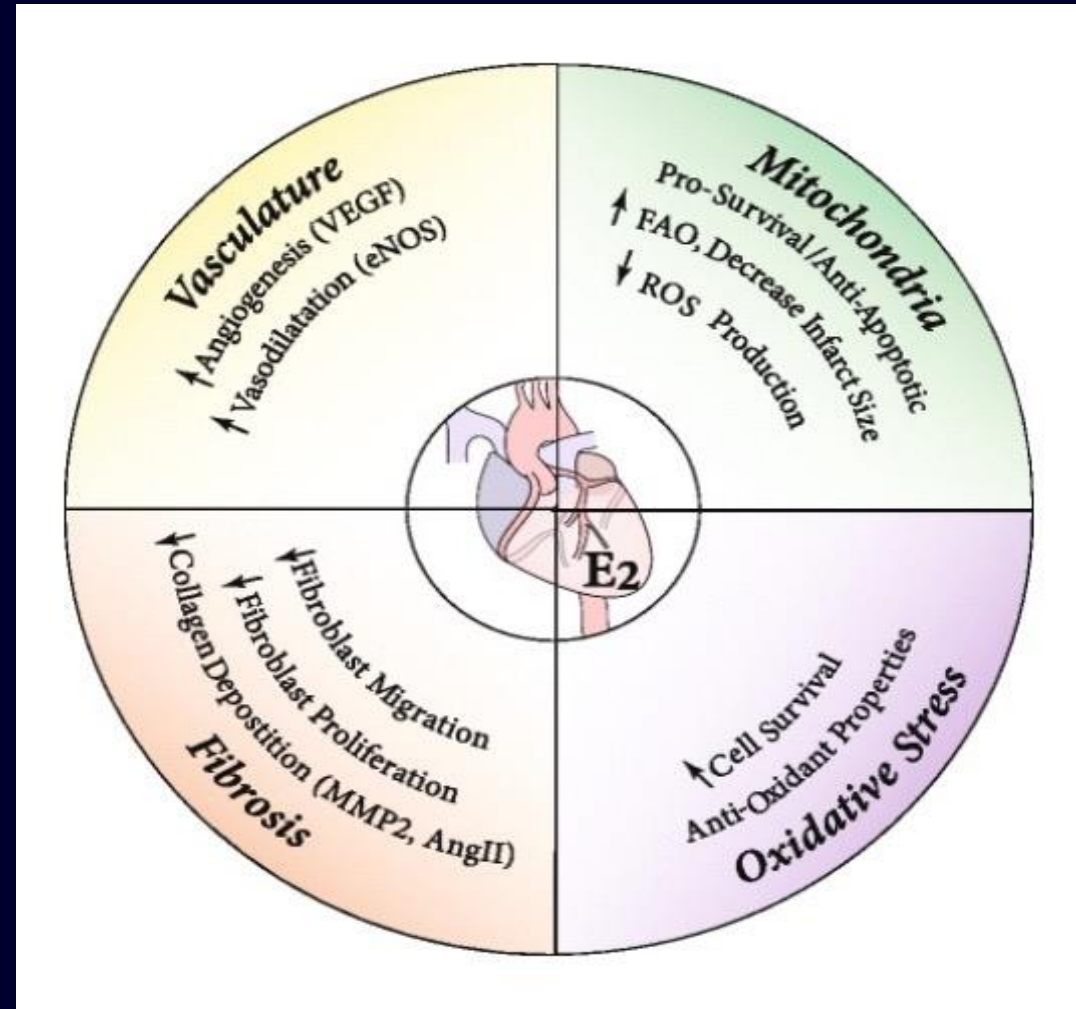 Vasculature
↑Angiogenesis (VEGF)
↑Vasodilatation (eNOS)
Mitochondria
Pro-Survival/Anti-Apoptotic
↑ FAO, Decrease Infarct Size
↓ ROS Production
E2
↓Fibroblast Migration
↓Fibroblast Proliferation
↓Collagen Depostition (MMP2, AngII)
Fibrosis
↑Cell Survival
Anti-Oxidant Properties
Oxidative Stress